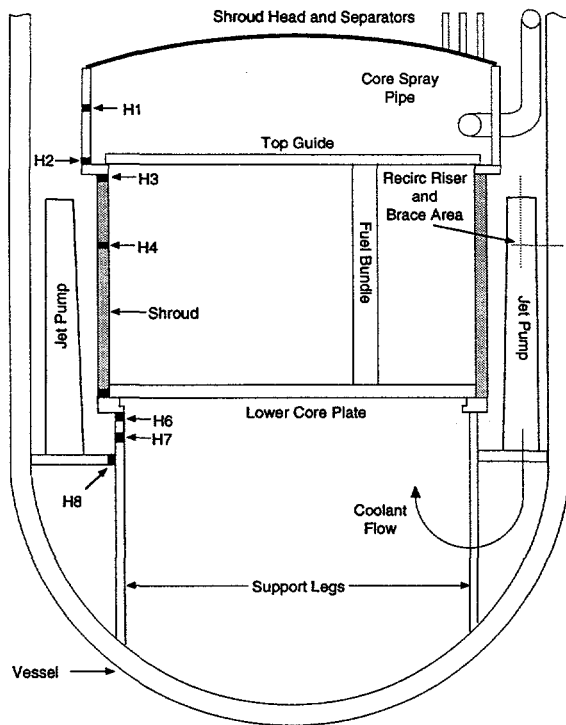 Shroud Head and Separators
Core Spray
Pipe
H1
Top Guide
H2
H3
Recirc Riser
and
Brace Area
H4
Fuel Bundle
Jet Pump
Jet Pump
Shroud
Lower Core Plate
H6
H7
H8
Coolant
Flow
Support Legs
Vessel